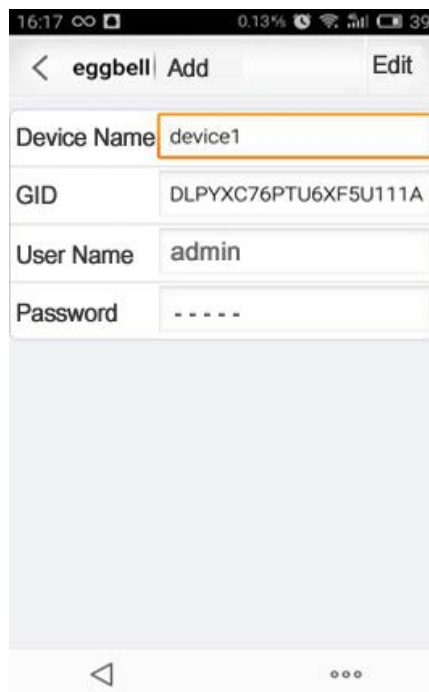 16:17 0.13% 39
eggbell Add Edit
Device Name device1
GID DLPYXC76PTU6XF5U111A
User Name admin
Password - - - - -